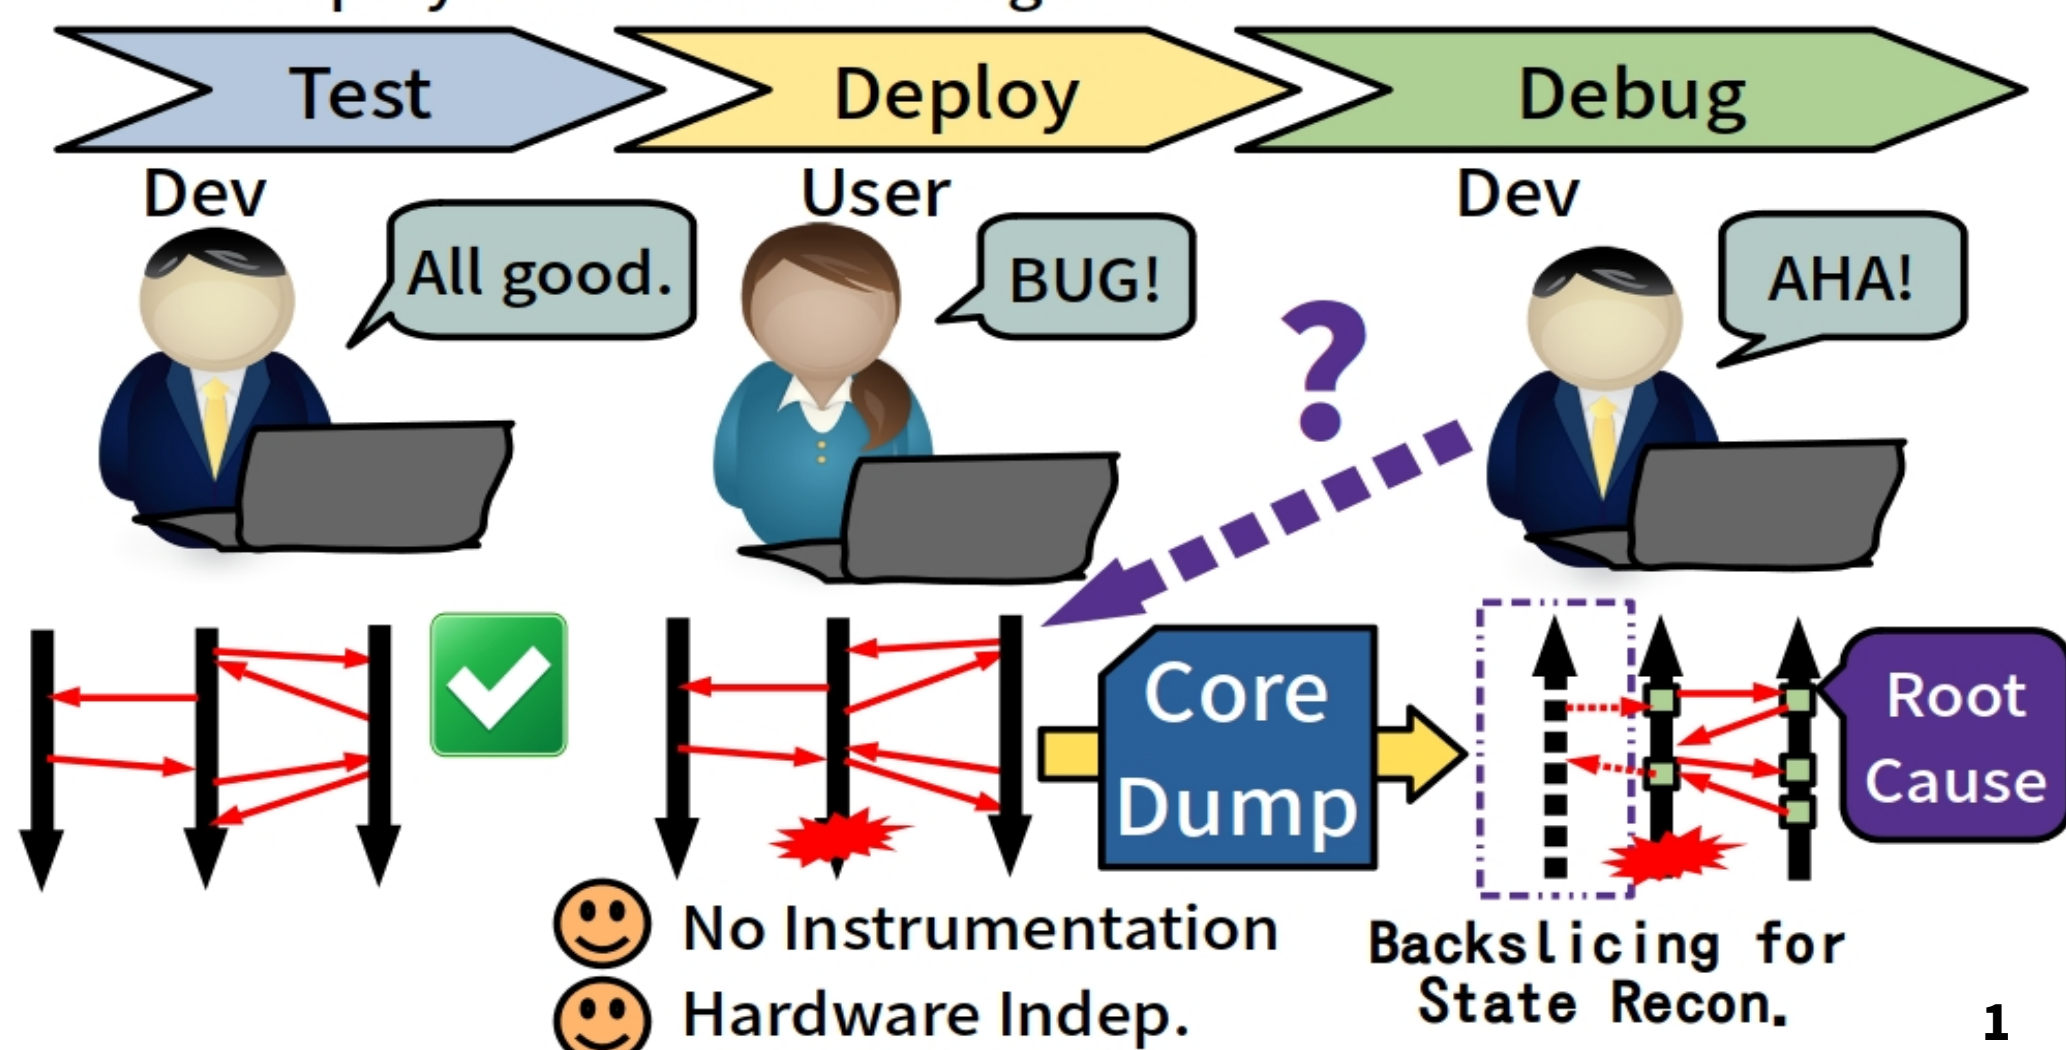 Test
Deploy
Debug
Dev
User
Dev
All good.
BUG!
AHA!
?
Core
Dump
Root
Cause
No Instrumentation
Hardware Indep.
Backslicing for
State Recon.
1